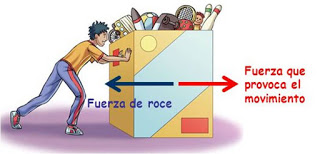 Fuerza de roce
Fuerza que
provoca el
movimiento